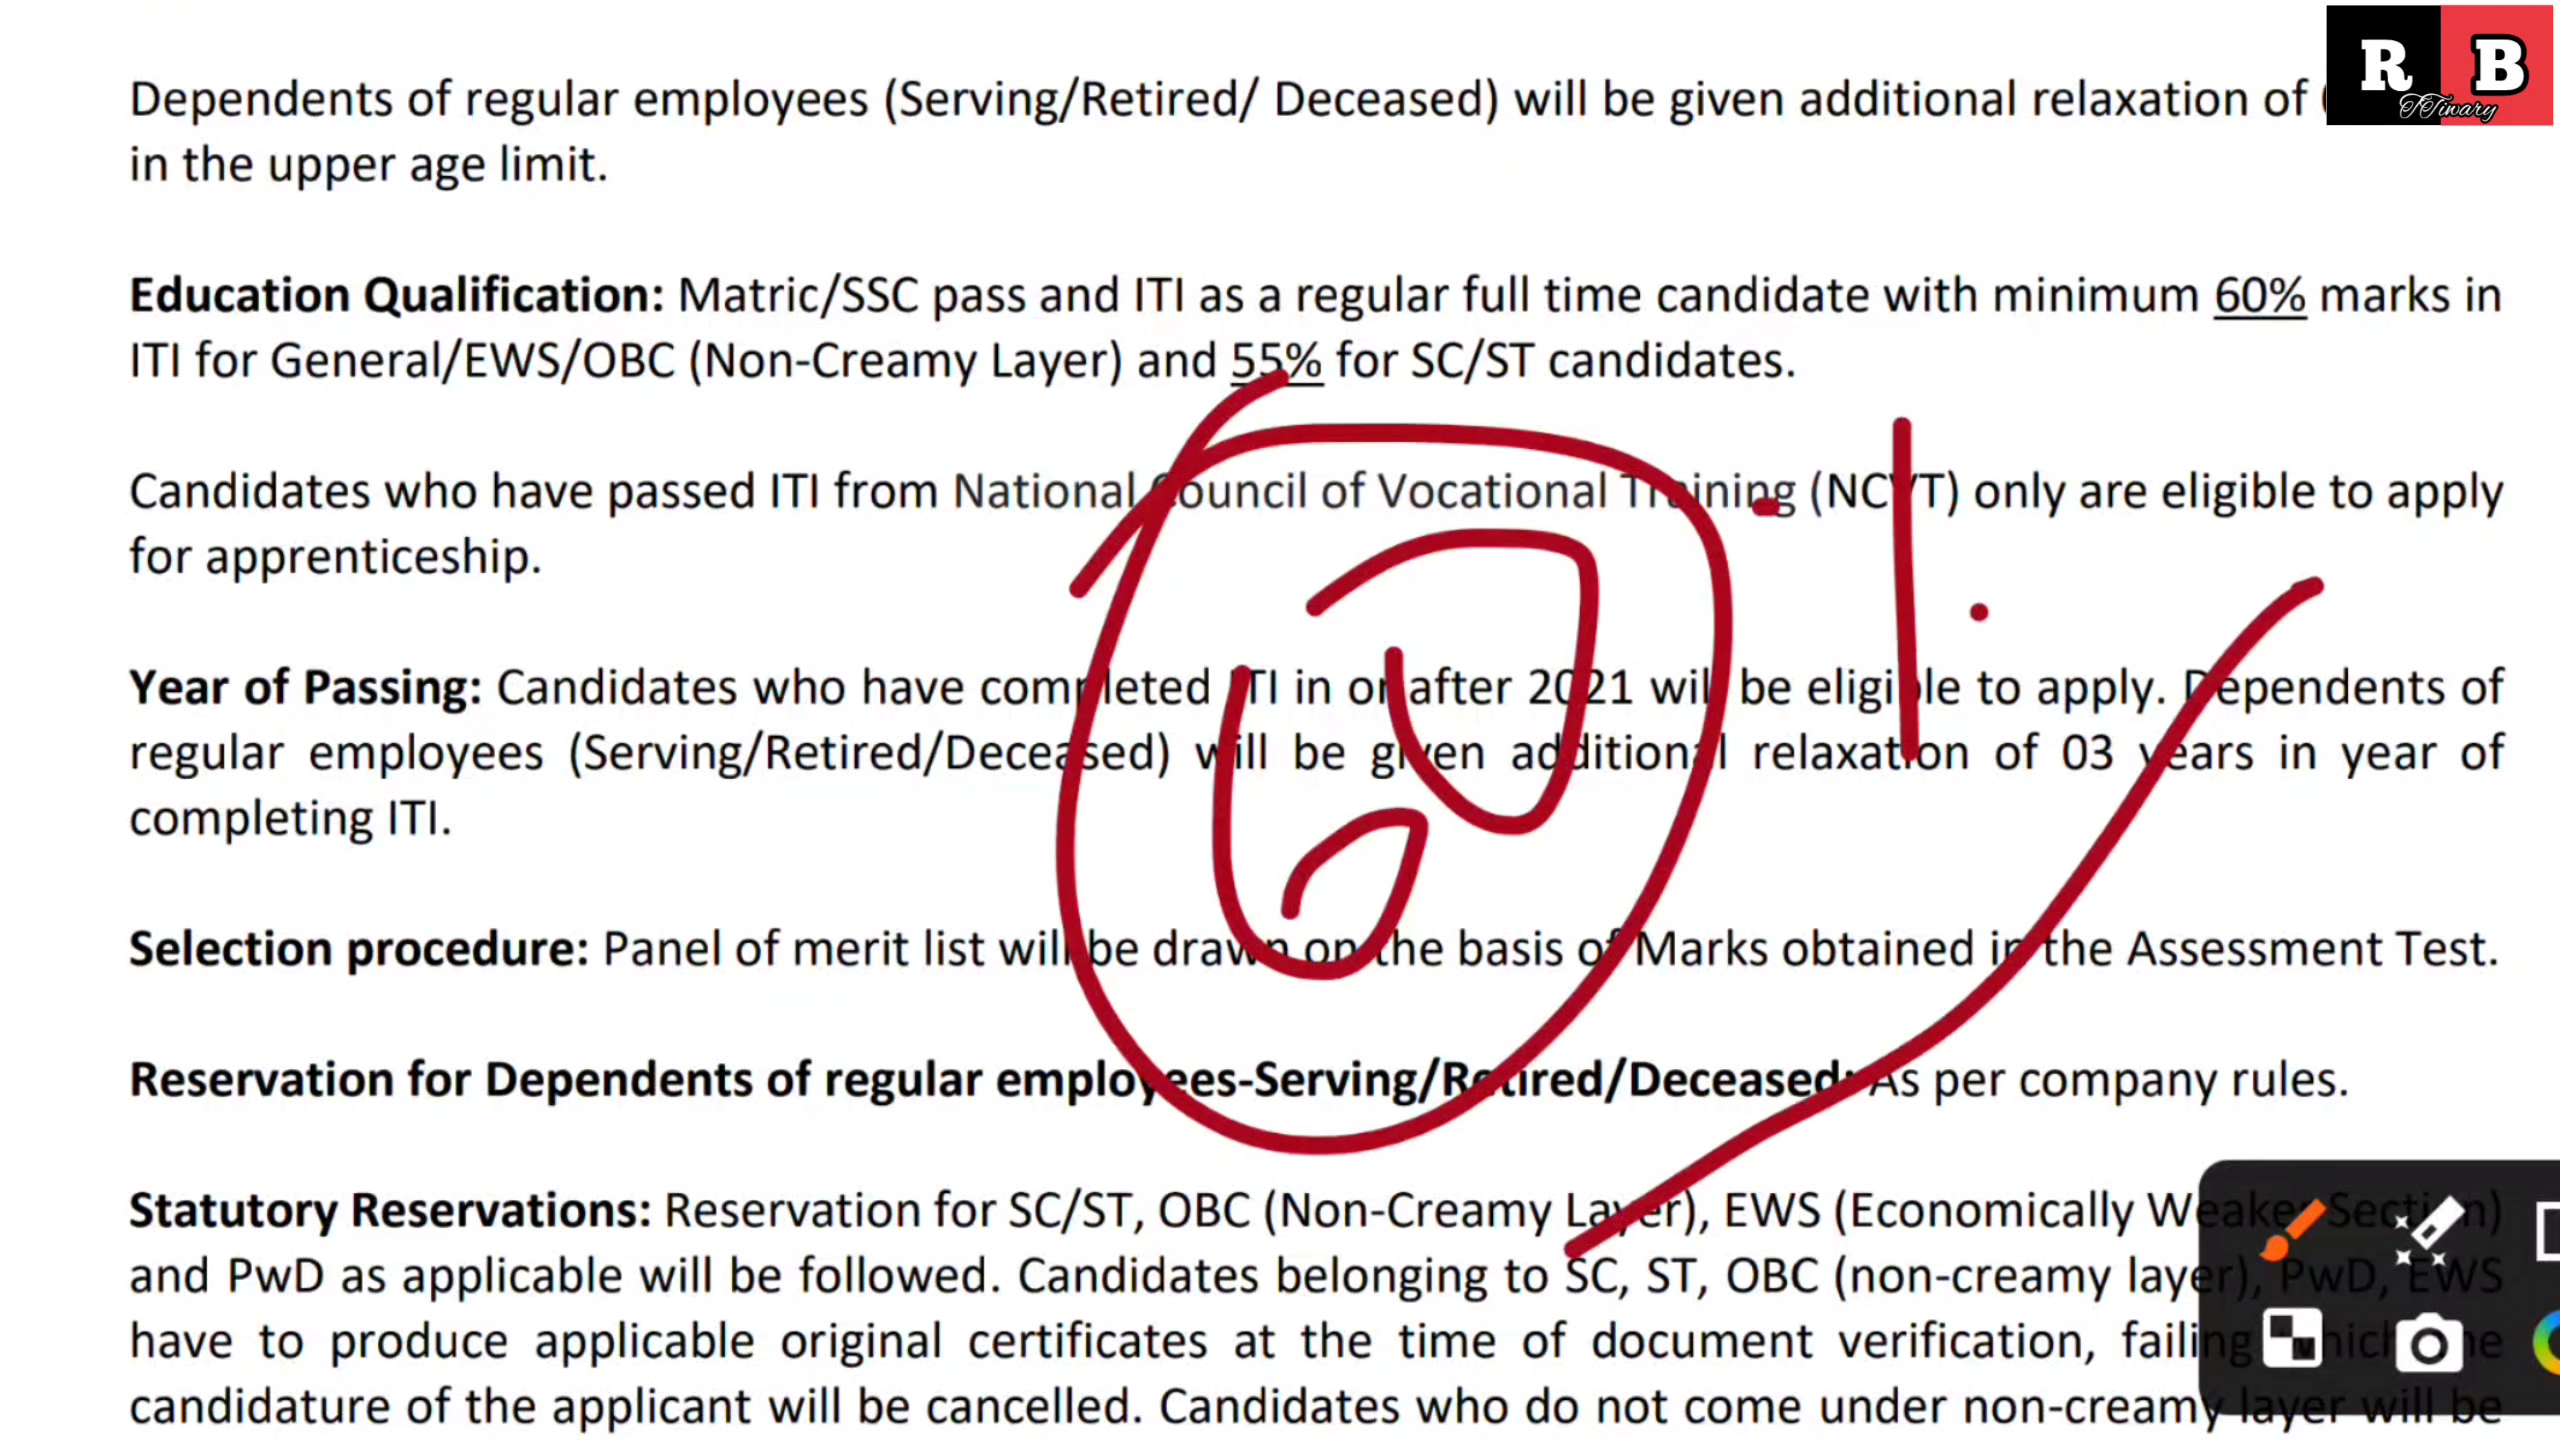 R B
TTiwary
Dependents of regular employees (Serving/Retired/ Deceased) will be given additional relaxation of
in the upper age limit.
Education Qualification: Matric/SSC pass and ITI as a regular full time candidate with minimum 60% marks in
ITI for General/EWS/OBC (Non-Creamy Layer) and 55% for SC/ST candidates.
Candidates who have passed ITI from National Council of Vocational Training (NCVT) only are eligible to apply
for apprenticeship.
Year of Passing: Candidates who have completed ITI in or after 2021 will be eligible to apply. Dependents of
regular employees (Serving/Retired/Deceased) will be given additional relaxation of 03 years in year of
completing ITI.
60
Selection procedure: Panel of merit list will be drawn on the basis of Marks obtained in the Assessment Test.
Reservation for Dependents of regular employees-Serving/Retired/Deceased: As per company rules.
Statutory Reservations: Reservation for SC/ST, OBC (Non-Creamy Layer), EWS (Economically Weaker Section)
and PwD as applicable will be followed. Candidates belonging to SC, ST, OBC (non-creamy layer), PwD, EWS
have to produce applicable original certificates at the time of document verification, failing which the
candidature of the applicant will be cancelled. Candidates who do not come under non-creamy layer will be